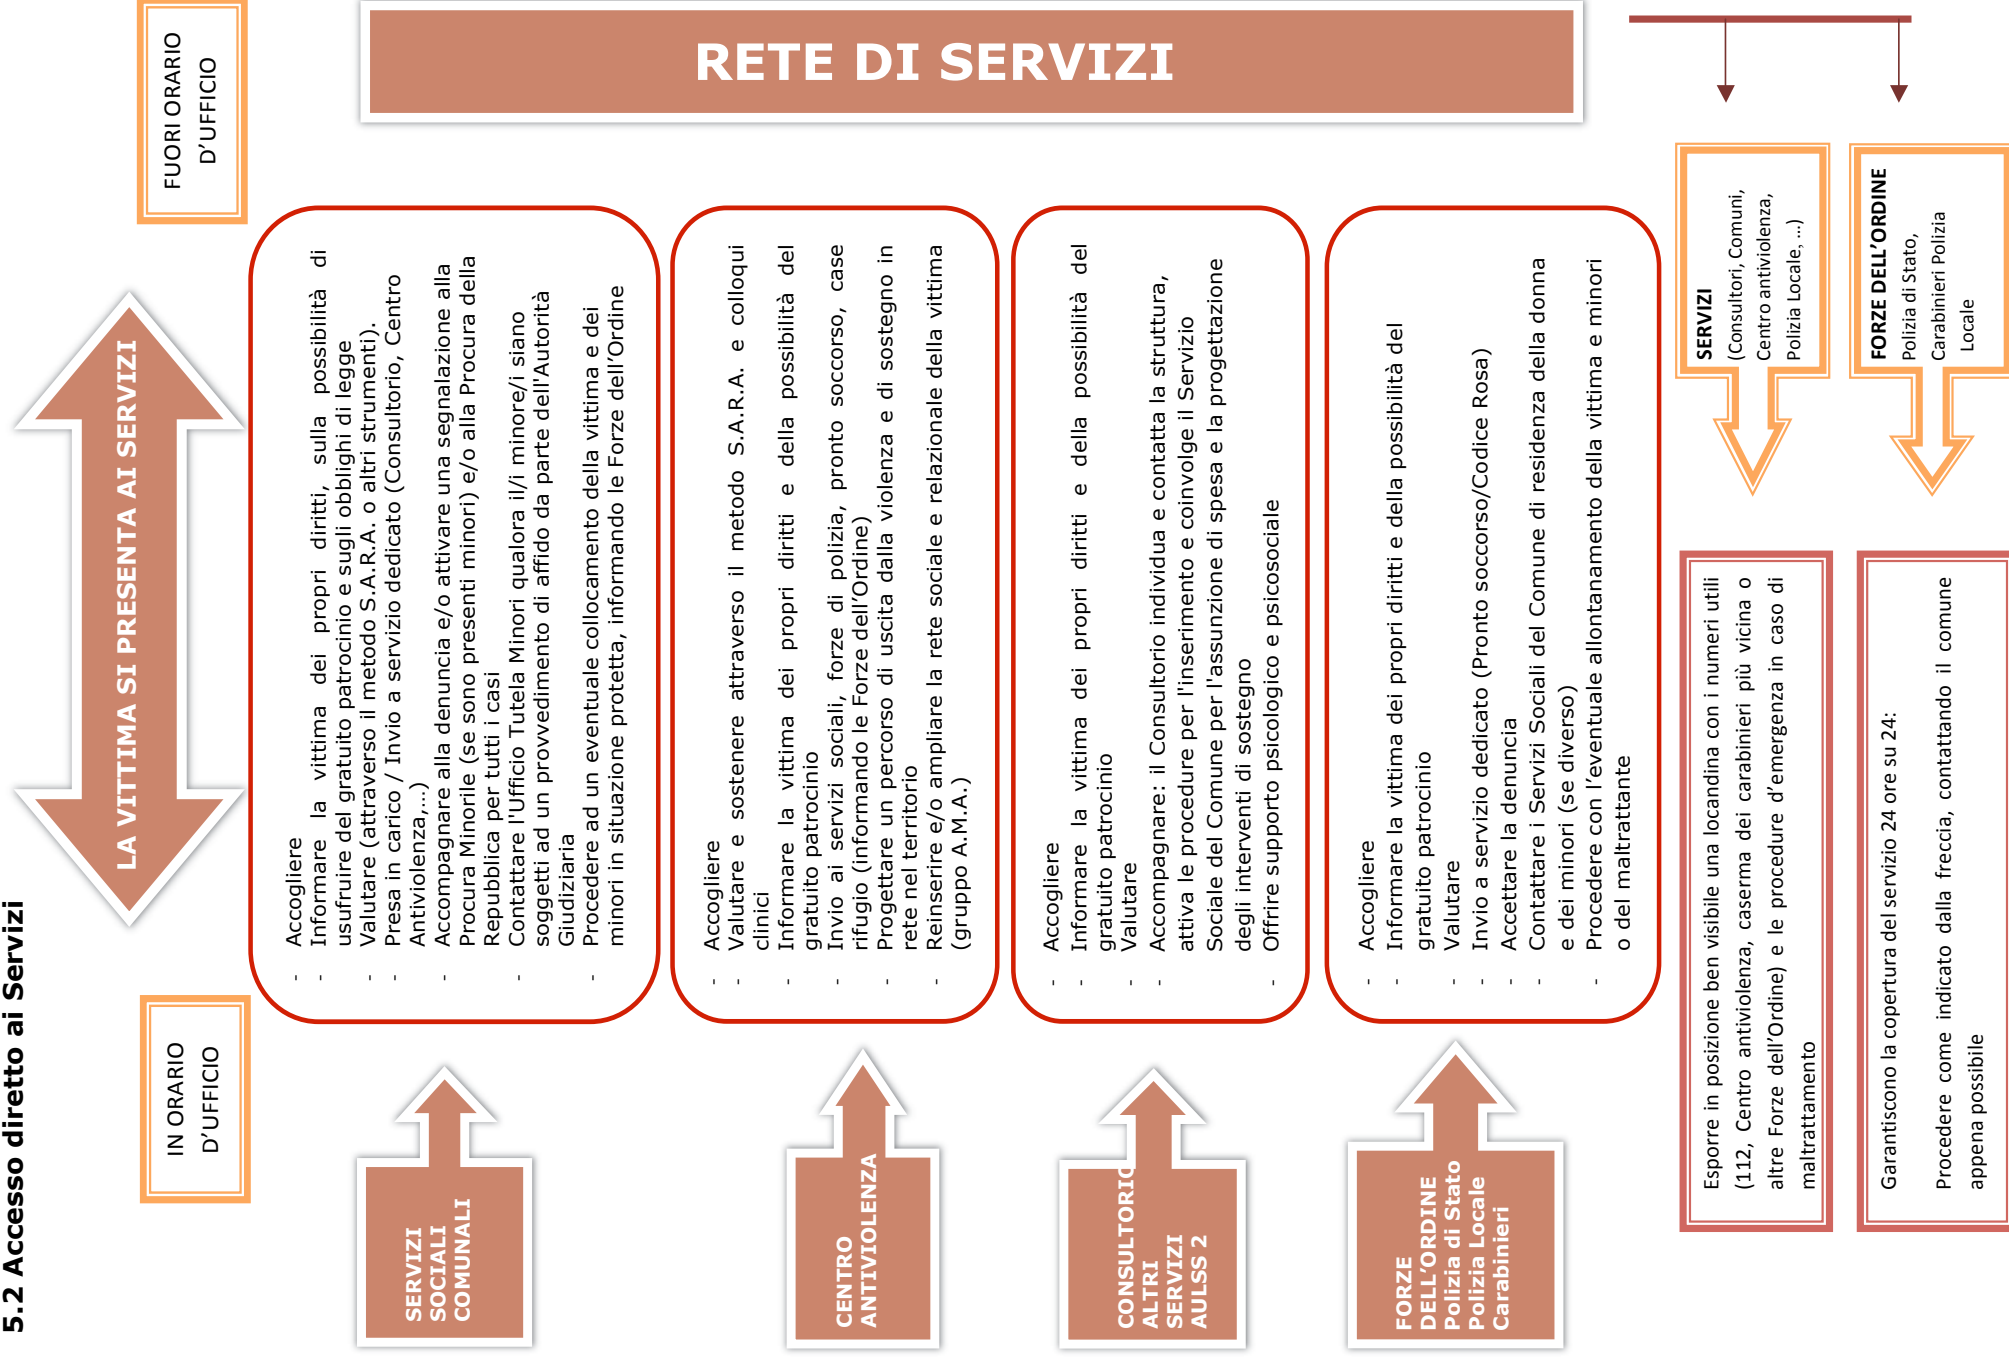 5.2 Accesso diretto ai Servizi
LA VITTIMA SI PRESENTA AI SERVIZI
IN ORARIO
D'UFFICIO
FUORI ORARIO
D'UFFICIO
RETE DI SERVIZI
SERVIZI
SOCIALI
COMUNALI
- Accogliere
- Informare la vittima dei propri diritti, sulla possibilità di
usufruire del gratuito patrocinio e sugli obblighi di legge
- Valutare (attraverso il metodo S.A.R.A. o altri strumenti).
- Presa in carico / Invio a servizio dedicato (Consultorio, Centro
Antiviolenza,...)
- Accompagnare alla denuncia e/o attivare una segnalazione alla
Procura Minorile (se sono presenti minori) e/o alla Procura della
Repubblica per tutti i casi
- Contattare l'Ufficio Tutela Minori qualora il/i minore/i siano
soggetti ad un provvedimento di affido da parte dell'Autorità
Giudiziaria
- Procedere ad un eventuale collocamento della vittima e dei
minori in situazione protetta, informando le Forze dell'Ordine
CENTRO
ANTIVIOLENZA
- Accogliere
- Valutare e sostenere attraverso il metodo S.A.R.A. e colloqui
clinici
- Informare la vittima dei propri diritti e della possibilità del
gratuito patrocinio
- Invio ai servizi sociali, forze di polizia, pronto soccorso, case
rifugio (informando le Forze dell'Ordine)
- Progettare un percorso di uscita dalla violenza e di sostegno in
rete nel territorio
- Reinserire e/o ampliare la rete sociale e relazionale della vittima
(gruppo A.M.A.)
CONSULTORIO
ALTRI
SERVIZI
AULSS 2
- Accogliere
- Informare la vittima dei propri diritti e della possibilità del
gratuito patrocinio
- Valutare
- Accompagnare: il Consultorio individua e contatta la struttura,
attiva le procedure per l'inserimento e coinvolge il Servizio
Sociale del Comune per l'assunzione di spesa e la progettazione
degli interventi di sostegno
- Offrire supporto psicologico e psicosociale
FORZE
DELL'ORDINE
Polizia di Stato
Polizia Locale
Carabinieri
- Accogliere
- Informare la vittima dei propri diritti e della possibilità del
gratuito patrocinio
- Valutare
- Invio a servizio dedicato (Pronto soccorso/Codice Rosa)
- Accettare la denuncia
- Contattare i Servizi Sociali del Comune di residenza della donna
e dei minori (se diverso)
- Procedere con l'eventuale allontanamento della vittima e minori
o del maltrattante
Esporre in posizione ben visibile una locandina con i numeri utili
(112, Centro antiviolenza, caserma dei carabinieri più vicina o
altre Forze dell'Ordine) e le procedure d'emergenza in caso di
maltrattamento
SERVIZI
(Consultori, Comuni,
Centro antiviolenza,
Polizia Locale, ...)
Garantiscono la copertura del servizio 24 ore su 24:
Procedere come indicato dalla freccia, contattando il comune
appena possibile
FORZE DELL'ORDINE
Polizia di Stato,
Carabinieri Polizia
Locale